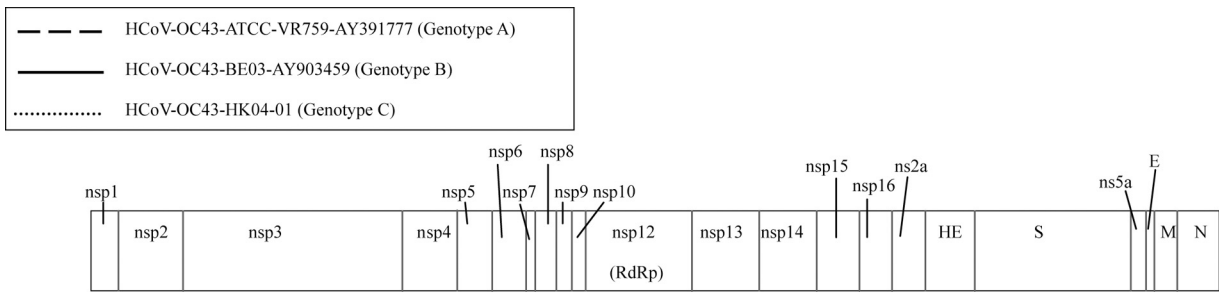 HCoV-OC43-ATCC-VR759-AY391777 (Genotype A)
HCoV-OC43-BE03-AY903459 (Genotype B)
HCoV-OC43-HK04-01 (Genotype C)
nsp1
nsp2
nsp3
nsp4
nsp5
nsp6
nsp7
nsp8
nsp9
nsp10
nsp12
(RdRp)
nsp13
nsp14
nsp15
nsp16
ns2a
HE
S
ns5a
E
M
N